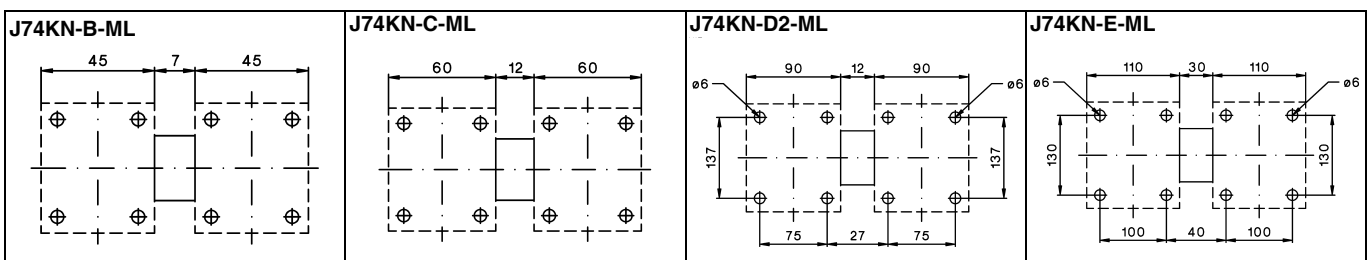 J74KN-B-ML
45 7 45
J74KN-C-ML
60 12 60
J74KN-D2-ML
90 12 90
ø6 ø6
137 137
75 27 75
J74KN-E-ML
110 30 110
ø6 ø6
130 130
100 40 100